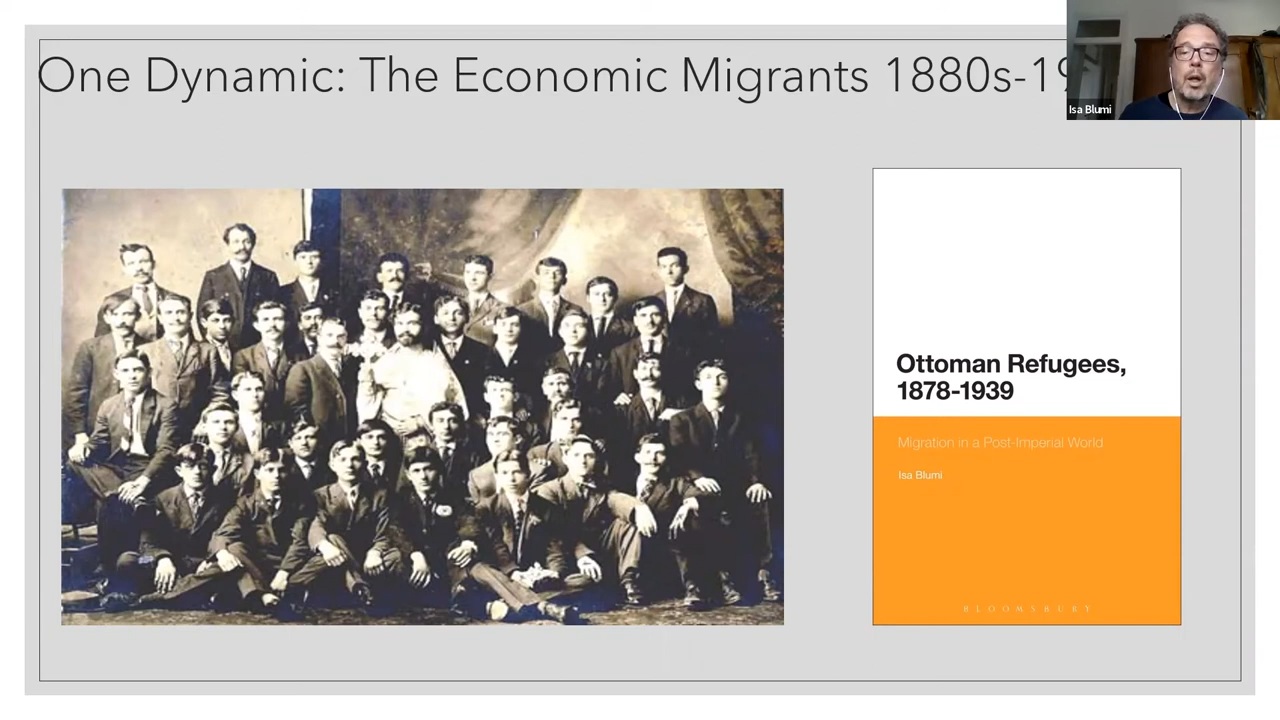 One Dynamic: The Economic Migrants 1880s-19
Isa Blumi
Ottoman Refugees,
1878-1939
Migration in a Post-Imperial World
Isa Blumi
BLOOMSBURY